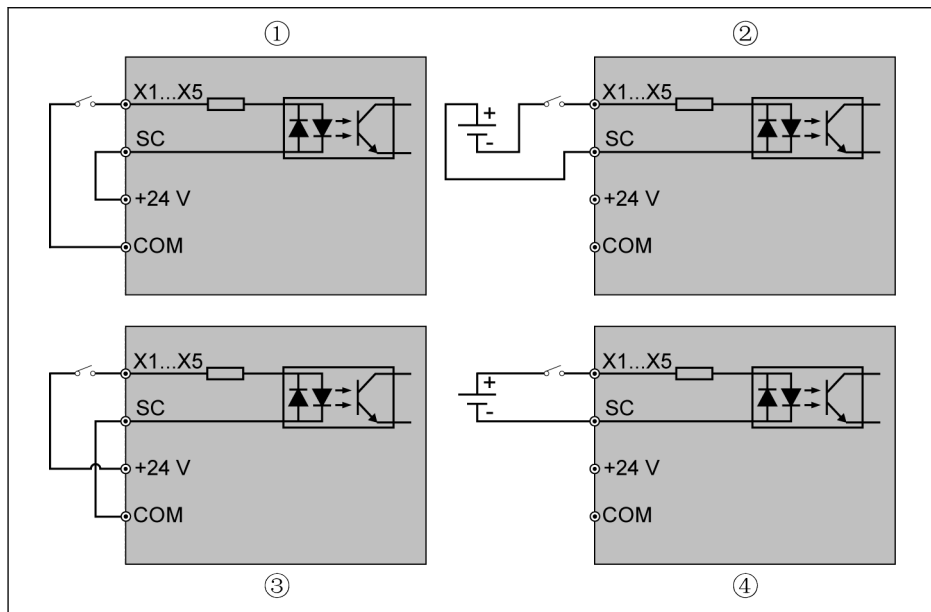 ①
X1...X5
SC
+24 V
COM
②
+
-
X1...X5
SC
+24 V
COM
X1...X5
SC
+24 V
COM
③
+
-
X1...X5
SC
+24 V
COM
④